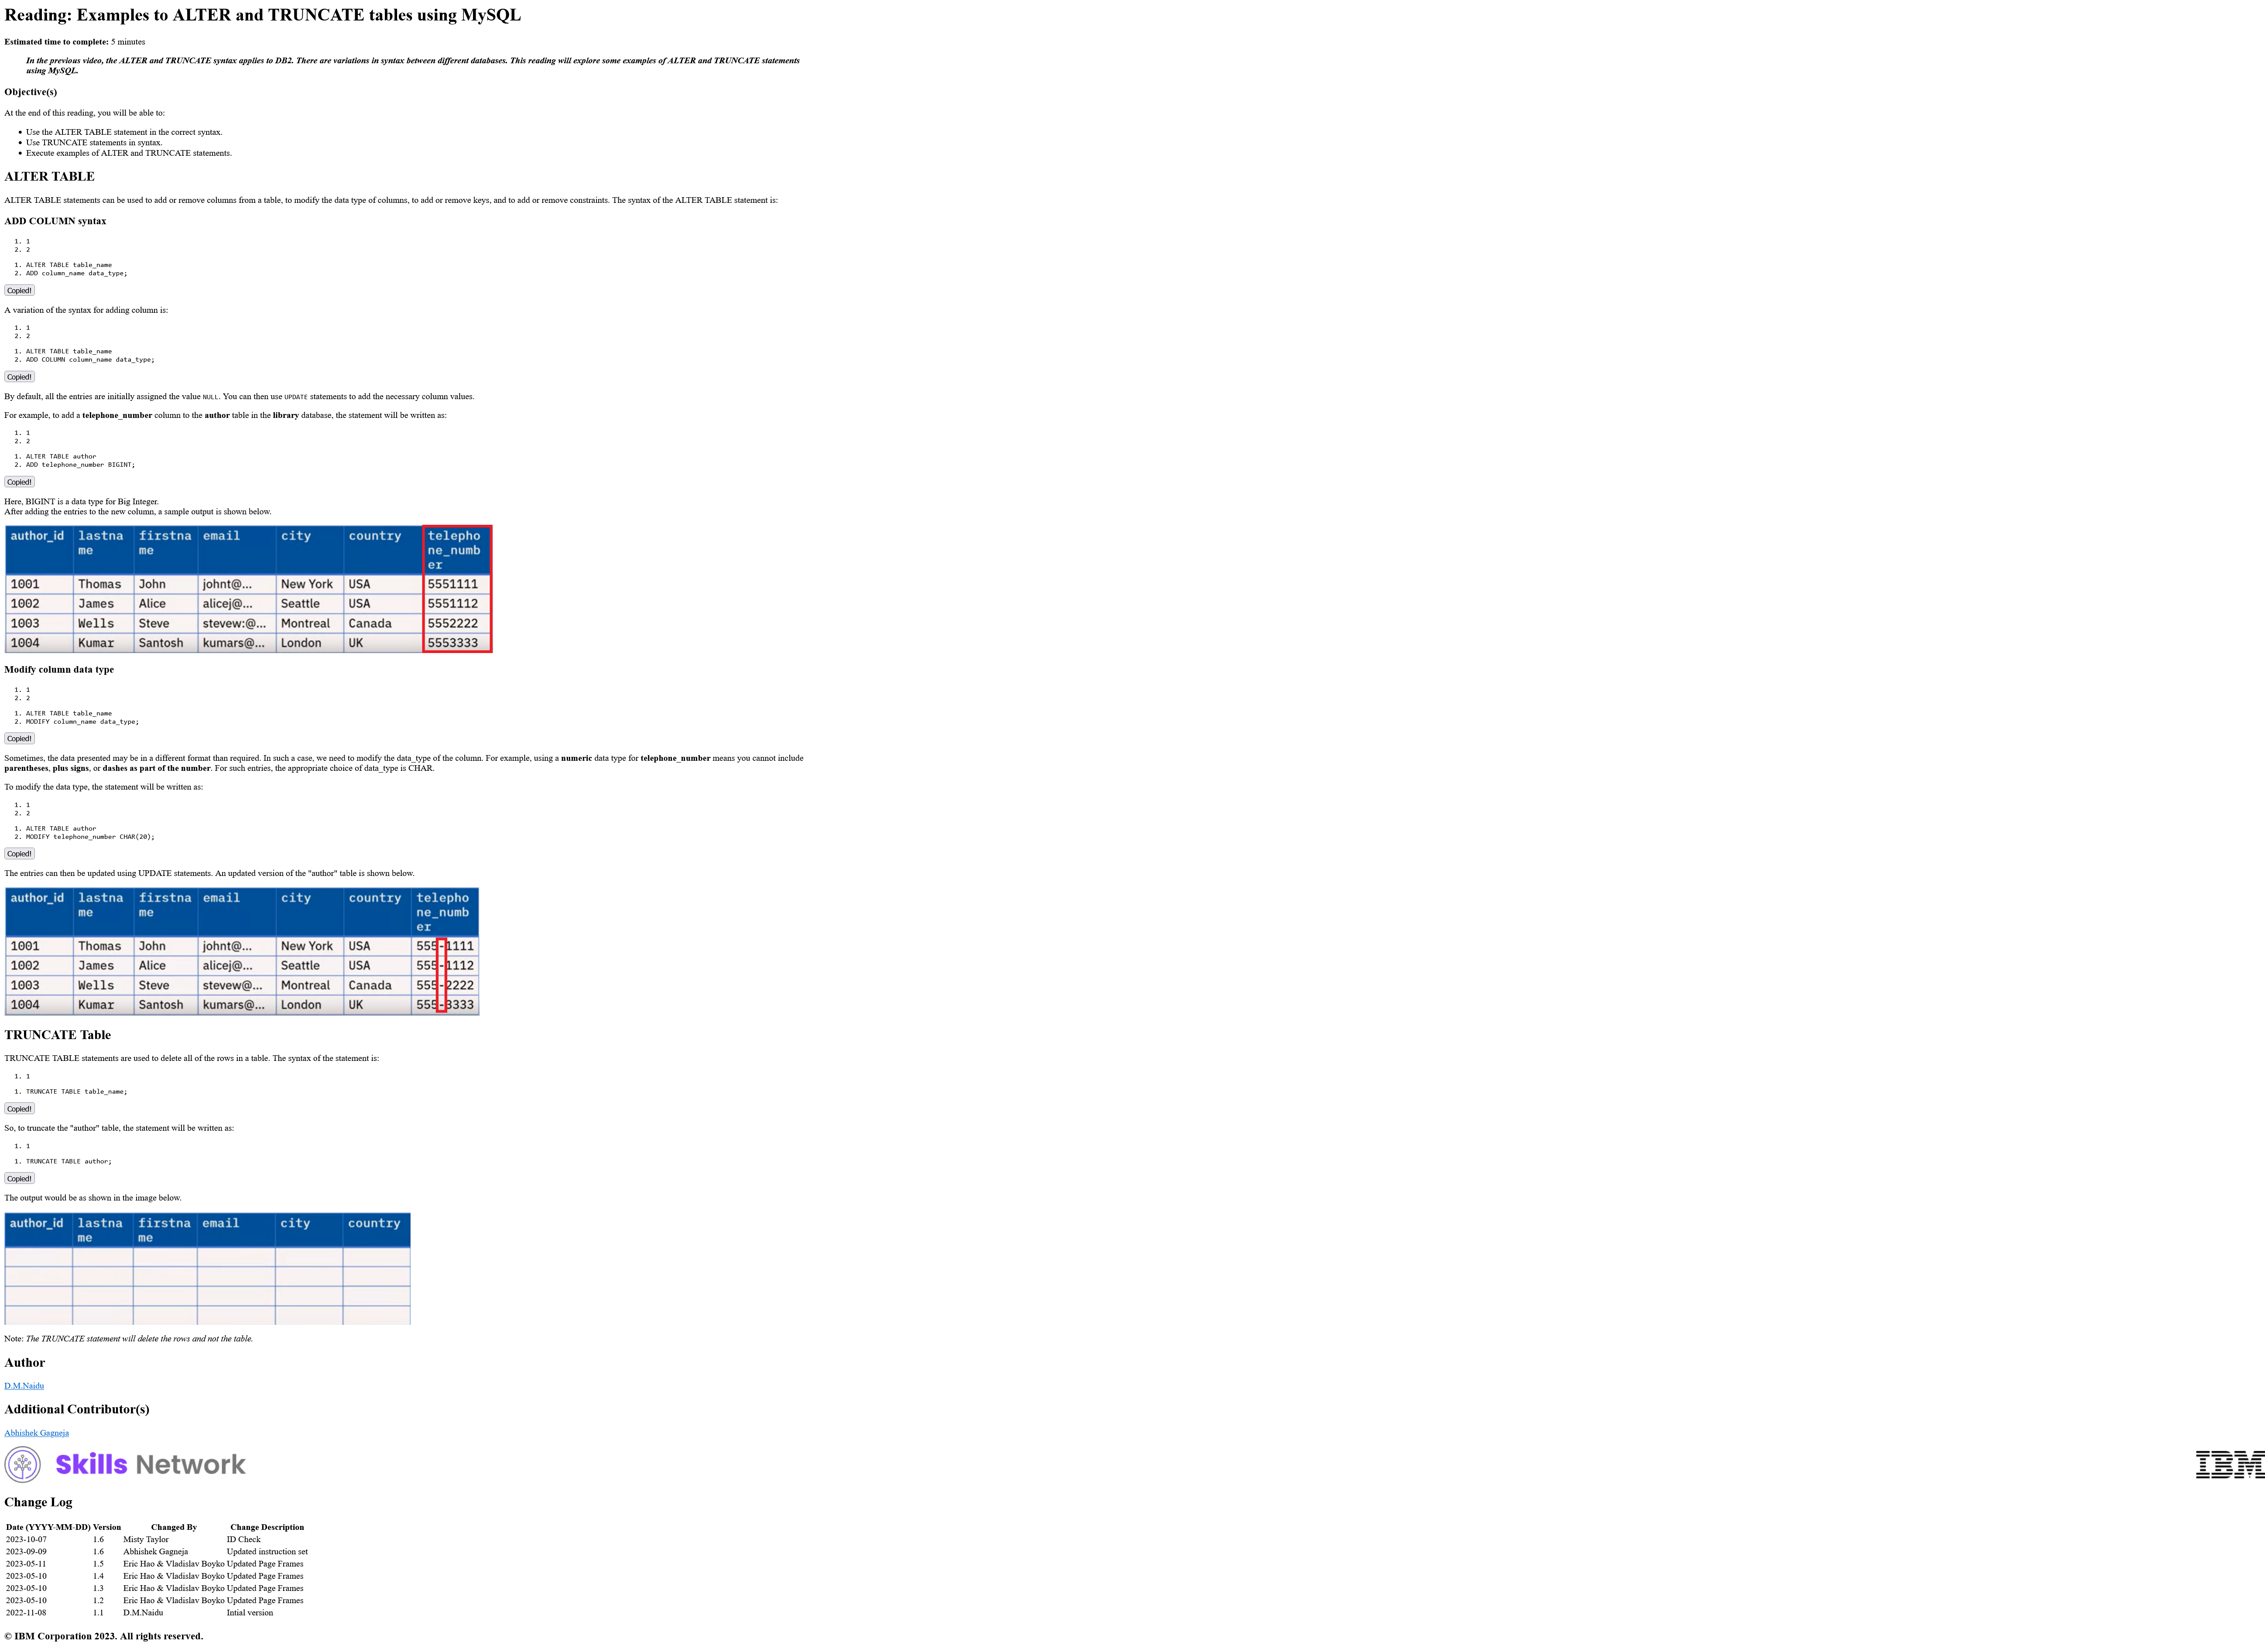 Reading: Examples to ALTER and TRUNCATE tables using MySQL
Estimated time to complete: 5 minutes
In the previous video, the ALTER and TRUNCATE syntax applies to DB2. There are variations in syntax between different databases. This reading will explore some examples of ALTER and TRUNCATE statements
using MySQL.
Objective(s)
At the end of this reading, you will be able to:
• Use the ALTER TABLE statement in the correct syntax.
• Use TRUNCATE statements in syntax.
• Execute examples of ALTER and TRUNCATE statements.
ALTER TABLE
ALTER TABLE statements can be used to add or remove columns from a table, to modify the data type of columns, to add or remove keys, and to add or remove constraints. The syntax of the ALTER TABLE statement is:
ADD COLUMN syntax
1. 1
2. 2
1. ALTER TABLE table_name
2. ADD column_name data_type;
Copied!
A variation of the syntax for adding column is:
1. 1
2. 2
1. ALTER TABLE table_name
2. ADD COLUMN column_name data_type;
Copied!
By default, all the entries are initially assigned the value NULL. You can then use UPDATE statements to add the necessary column values.
For example, to add a telephone_number column to the author table in the library database, the statement will be written as:
1. 1
2. 2
1. ALTER TABLE author
2. ADD telephone_number BIGINT;
Copied!
Here, BIGINT is a data type for Big Integer.
After adding the entries to the new column, a sample output is shown below.
author_id lastna firstna email city country telepho
me me ne_numb
er
1001 Thomas John johnt@... New York USA 5551111
1002 James Alice alicej@... Seattle USA 5551112
1003 Wells Steve stevew:@... Montreal Canada 5552222
1004 Kumar Santosh kumars@... London UK 5553333
Modify column data type
1. 1
2. 2
1. ALTER TABLE table_name
2. MODIFY column_name data_type;
Copied!
Sometimes, the data presented may be in a different format than required. In such a case, we need to modify the data_type of the column. For example, using a numeric data type for telephone_number means you cannot include
parentheses, plus signs, or dashes as part of the number. For such entries, the appropriate choice of data_type is CHAR.
To modify the data type, the statement will be written as:
1. 1
2. 2
1. ALTER TABLE author
2. MODIFY telephone_number CHAR(20);
Copied!
The entries can then be updated using UPDATE statements. An updated version of the "author" table is shown below.
author_id lastna firstna email city country telepho
me me ne_numb
er
1001 Thomas John johnt@... New York USA 555-1111
1002 James Alice alicej@... Seattle USA 555-1112
1003 Wells Steve stevew@... Montreal Canada 555-2222
1004 Kumar Santosh kumars@... London UK 555-3333
TRUNCATE Table
TRUNCATE TABLE statements are used to delete all of the rows in a table. The syntax of the statement is:
1. 1
1. TRUNCATE TABLE table_name;
Copied!
So, to truncate the "author" table, the statement will be written as:
1. 1
1. TRUNCATE TABLE author;
Copied!
The output would be as shown in the image below.
author_id lastna firstna email city country
me me
Note: The TRUNCATE statement will delete the rows and not the table.
Author
D.M.Naidu
Additional Contributor(s)
Abhishek Gagneja
Skills Network IBM
Change Log
Date (YYYY-MM-DD) Version Changed By Change Description
2023-10-07 1.6 Misty Taylor ID Check
2023-09-09 1.6 Abhishek Gagneja Updated instruction set
2023-05-11 1.5 Eric Hao & Vladislav Boyko Updated Page Frames
2023-05-10 1.4 Eric Hao & Vladislav Boyko Updated Page Frames
2023-05-10 1.3 Eric Hao & Vladislav Boyko Updated Page Frames
2023-05-10 1.2 Eric Hao & Vladislav Boyko Updated Page Frames
2022-11-08 1.1 D.M.Naidu Intial version
© IBM Corporation 2023. All rights reserved.